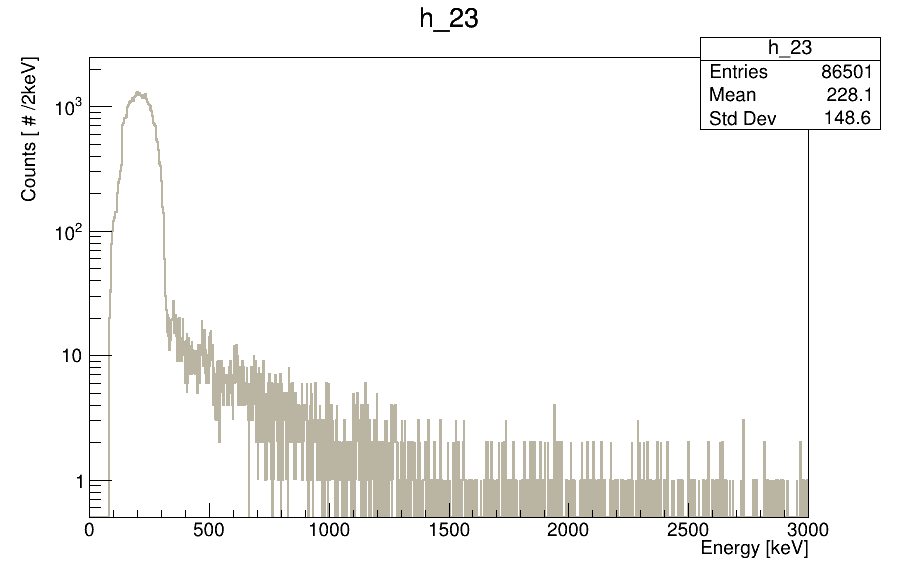 h_23
h_23
Entries 86501
Mean 228.1
Std Dev 148.6
Counts [ # /2keV]
10³
10²
10
1
0 500 1000 1500 2000 2500 3000
Energy [keV]